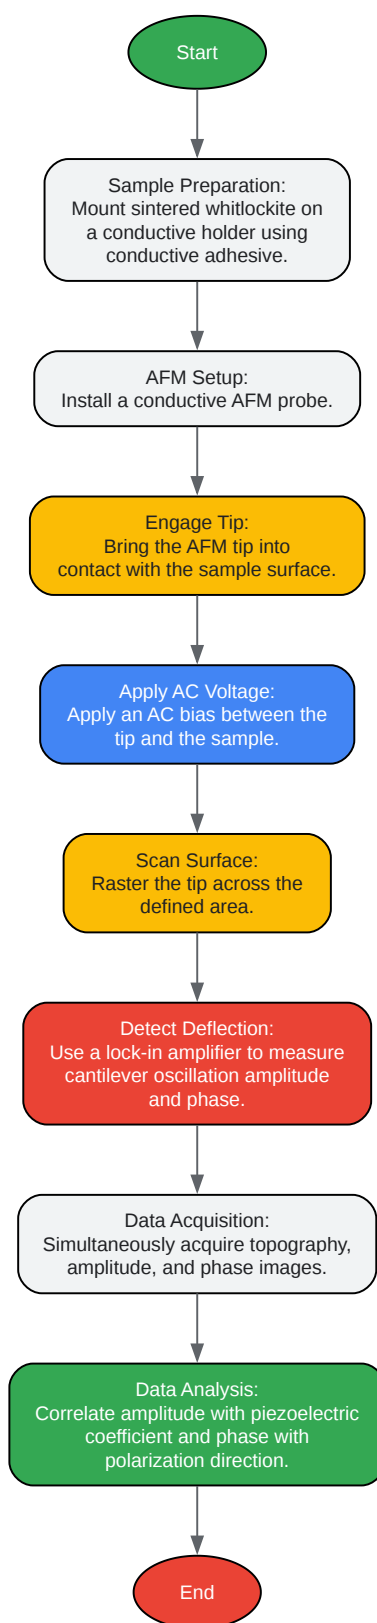 Start
Sample Preparation:
Mount sintered whitlockite on
a conductive holder using
conductive adhesive.
AFM Setup:
Install a conductive AFM probe.
Engage Tip:
Bring the AFM tip into
contact with the sample surface.
Apply AC Voltage:
Apply an AC bias between the
tip and the sample.
Scan Surface:
Raster the tip across the
defined area.
Detect Deflection:
Use a lock-in amplifier to measure
cantilever oscillation amplitude
and phase.
Data Acquisition:
Simultaneously acquire topography,
amplitude, and phase images.
Data Analysis:
Correlate amplitude with piezoelectric
coefficient and phase with
polarization direction.
End